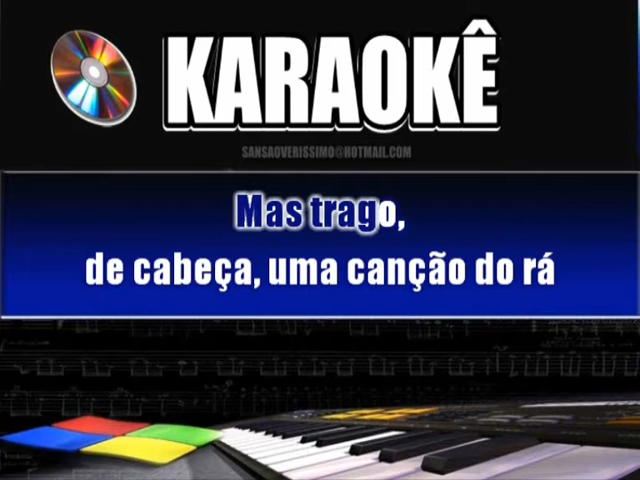 KARAOKÊ
SANSAOVERISSIMO@HOTMAIL.COM
Mas trago,
de cabeça, uma canção do rá